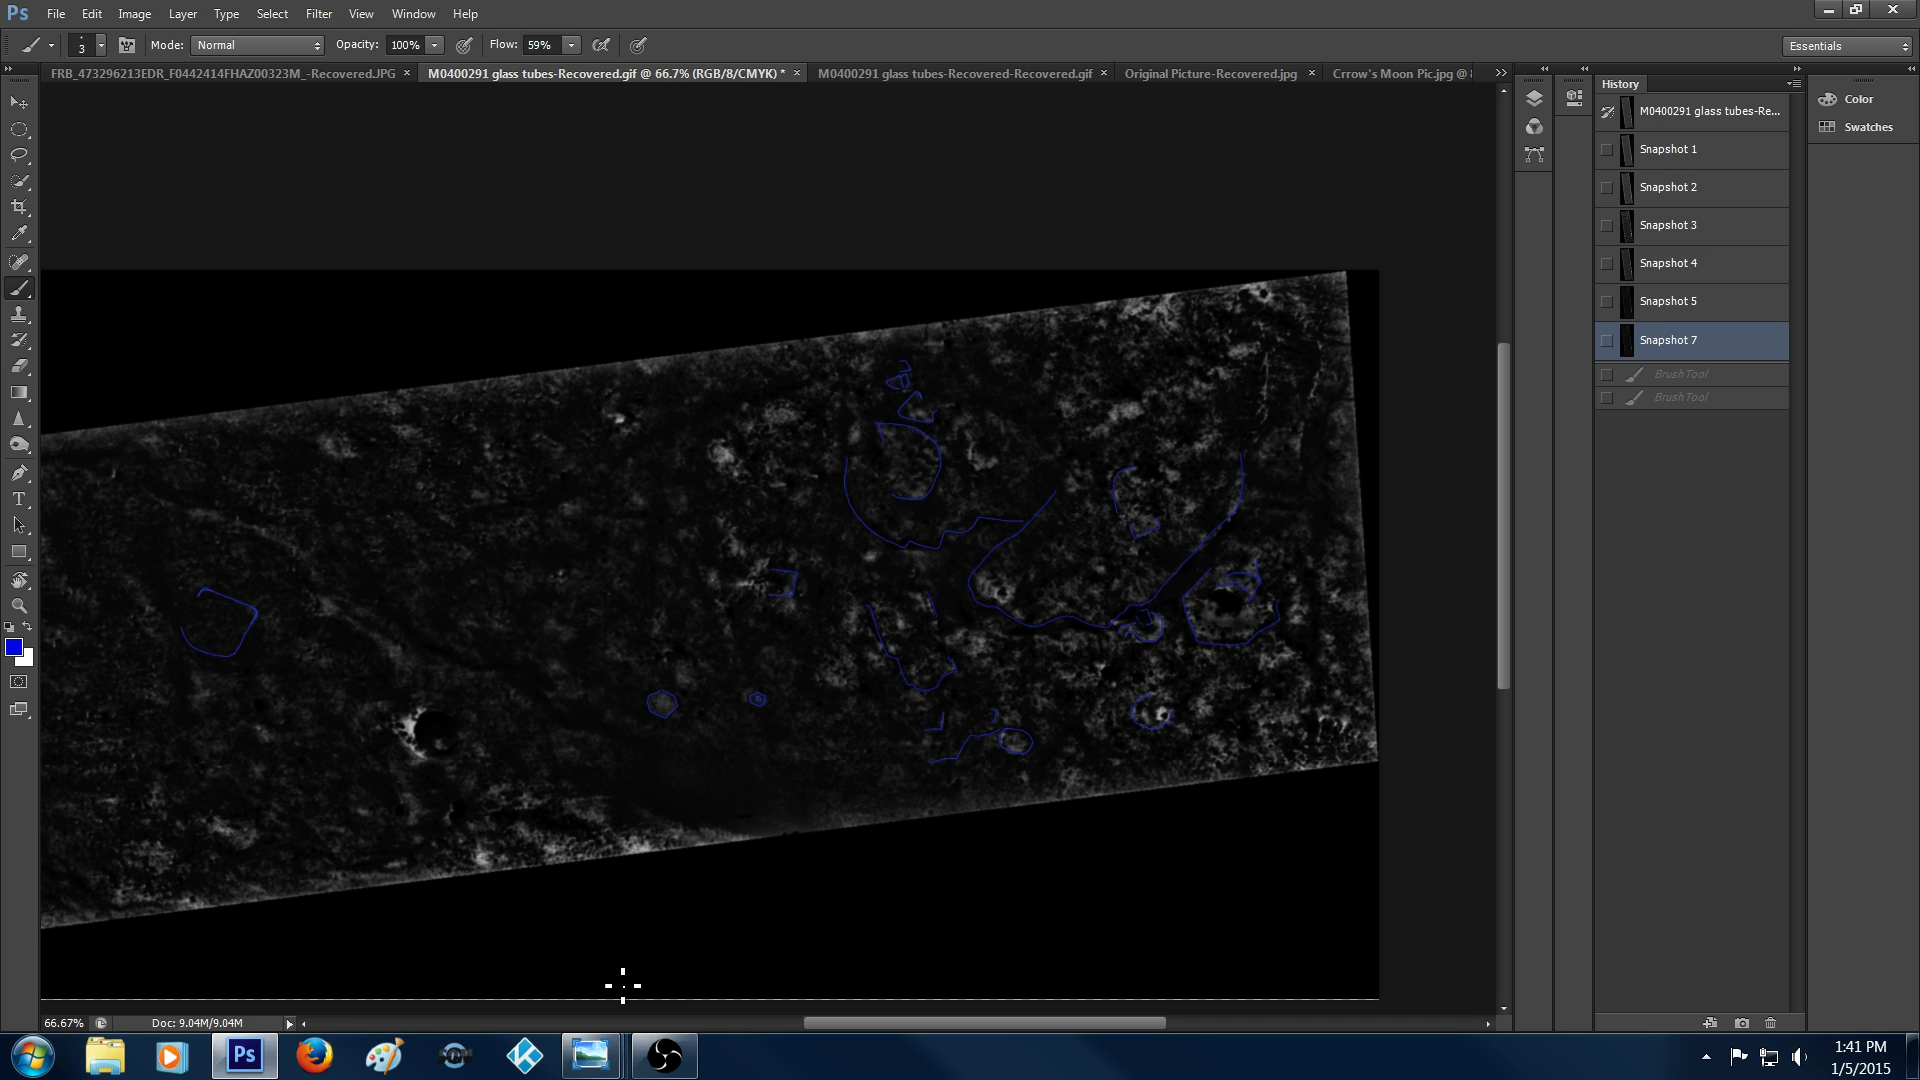 Ps File Edit Image Layer Type Select Filter View Window Help
3 Mode: Normal Opacity: 100% Flow: 59% Essentials
FRB_473296213EDR_F0442414FHAZ00323M_-Recovered.JPG × M0400291 glass tubes-Recovered.gif @ 66.7% (RGB/8/CMYK) * × M0400291 glass tubes-Recovered-Recovered.gif × Original Picture-Recovered.jpg × Crrow's Moon Pic.jpg @
History
M0400291 glass tubes-Re...
Snapshot 1
Snapshot 2
Snapshot 3
Snapshot 4
Snapshot 5
Snapshot 7
BrushTool
BrushTool
Color
Swatches
T
66.67% Doc: 9.04M/9.04M
Ps
1:41 PM
1/5/2015